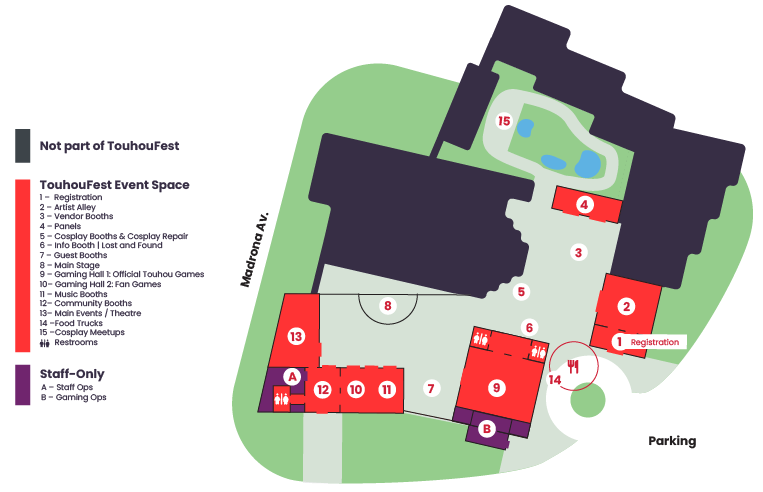 Not part of TouhouFest
TouhouFest Event Space
1 – Registration
2 – Artist Alley
3 – Vendor Booths
4 – Panels
5 – Cosplay Booths & Cosplay Repair
6 – Info Booth | Lost and Found
7 – Guest Booths
8 – Main Stage
9 – Gaming Hall 1: Official Touhou Games
10– Gaming Hall 2: Fan Games
11– Music Booths
12– Community Booths
13– Main Events / Theatre
14 –Food Trucks
15 –Cosplay Meetups
Restrooms
Staff-Only
A – Staff Ops
B – Gaming Ops
Madrona Av.
15
4
3
5
2
8
6
13
1 Registration
14
A
12
10
11
7
9
B
Parking